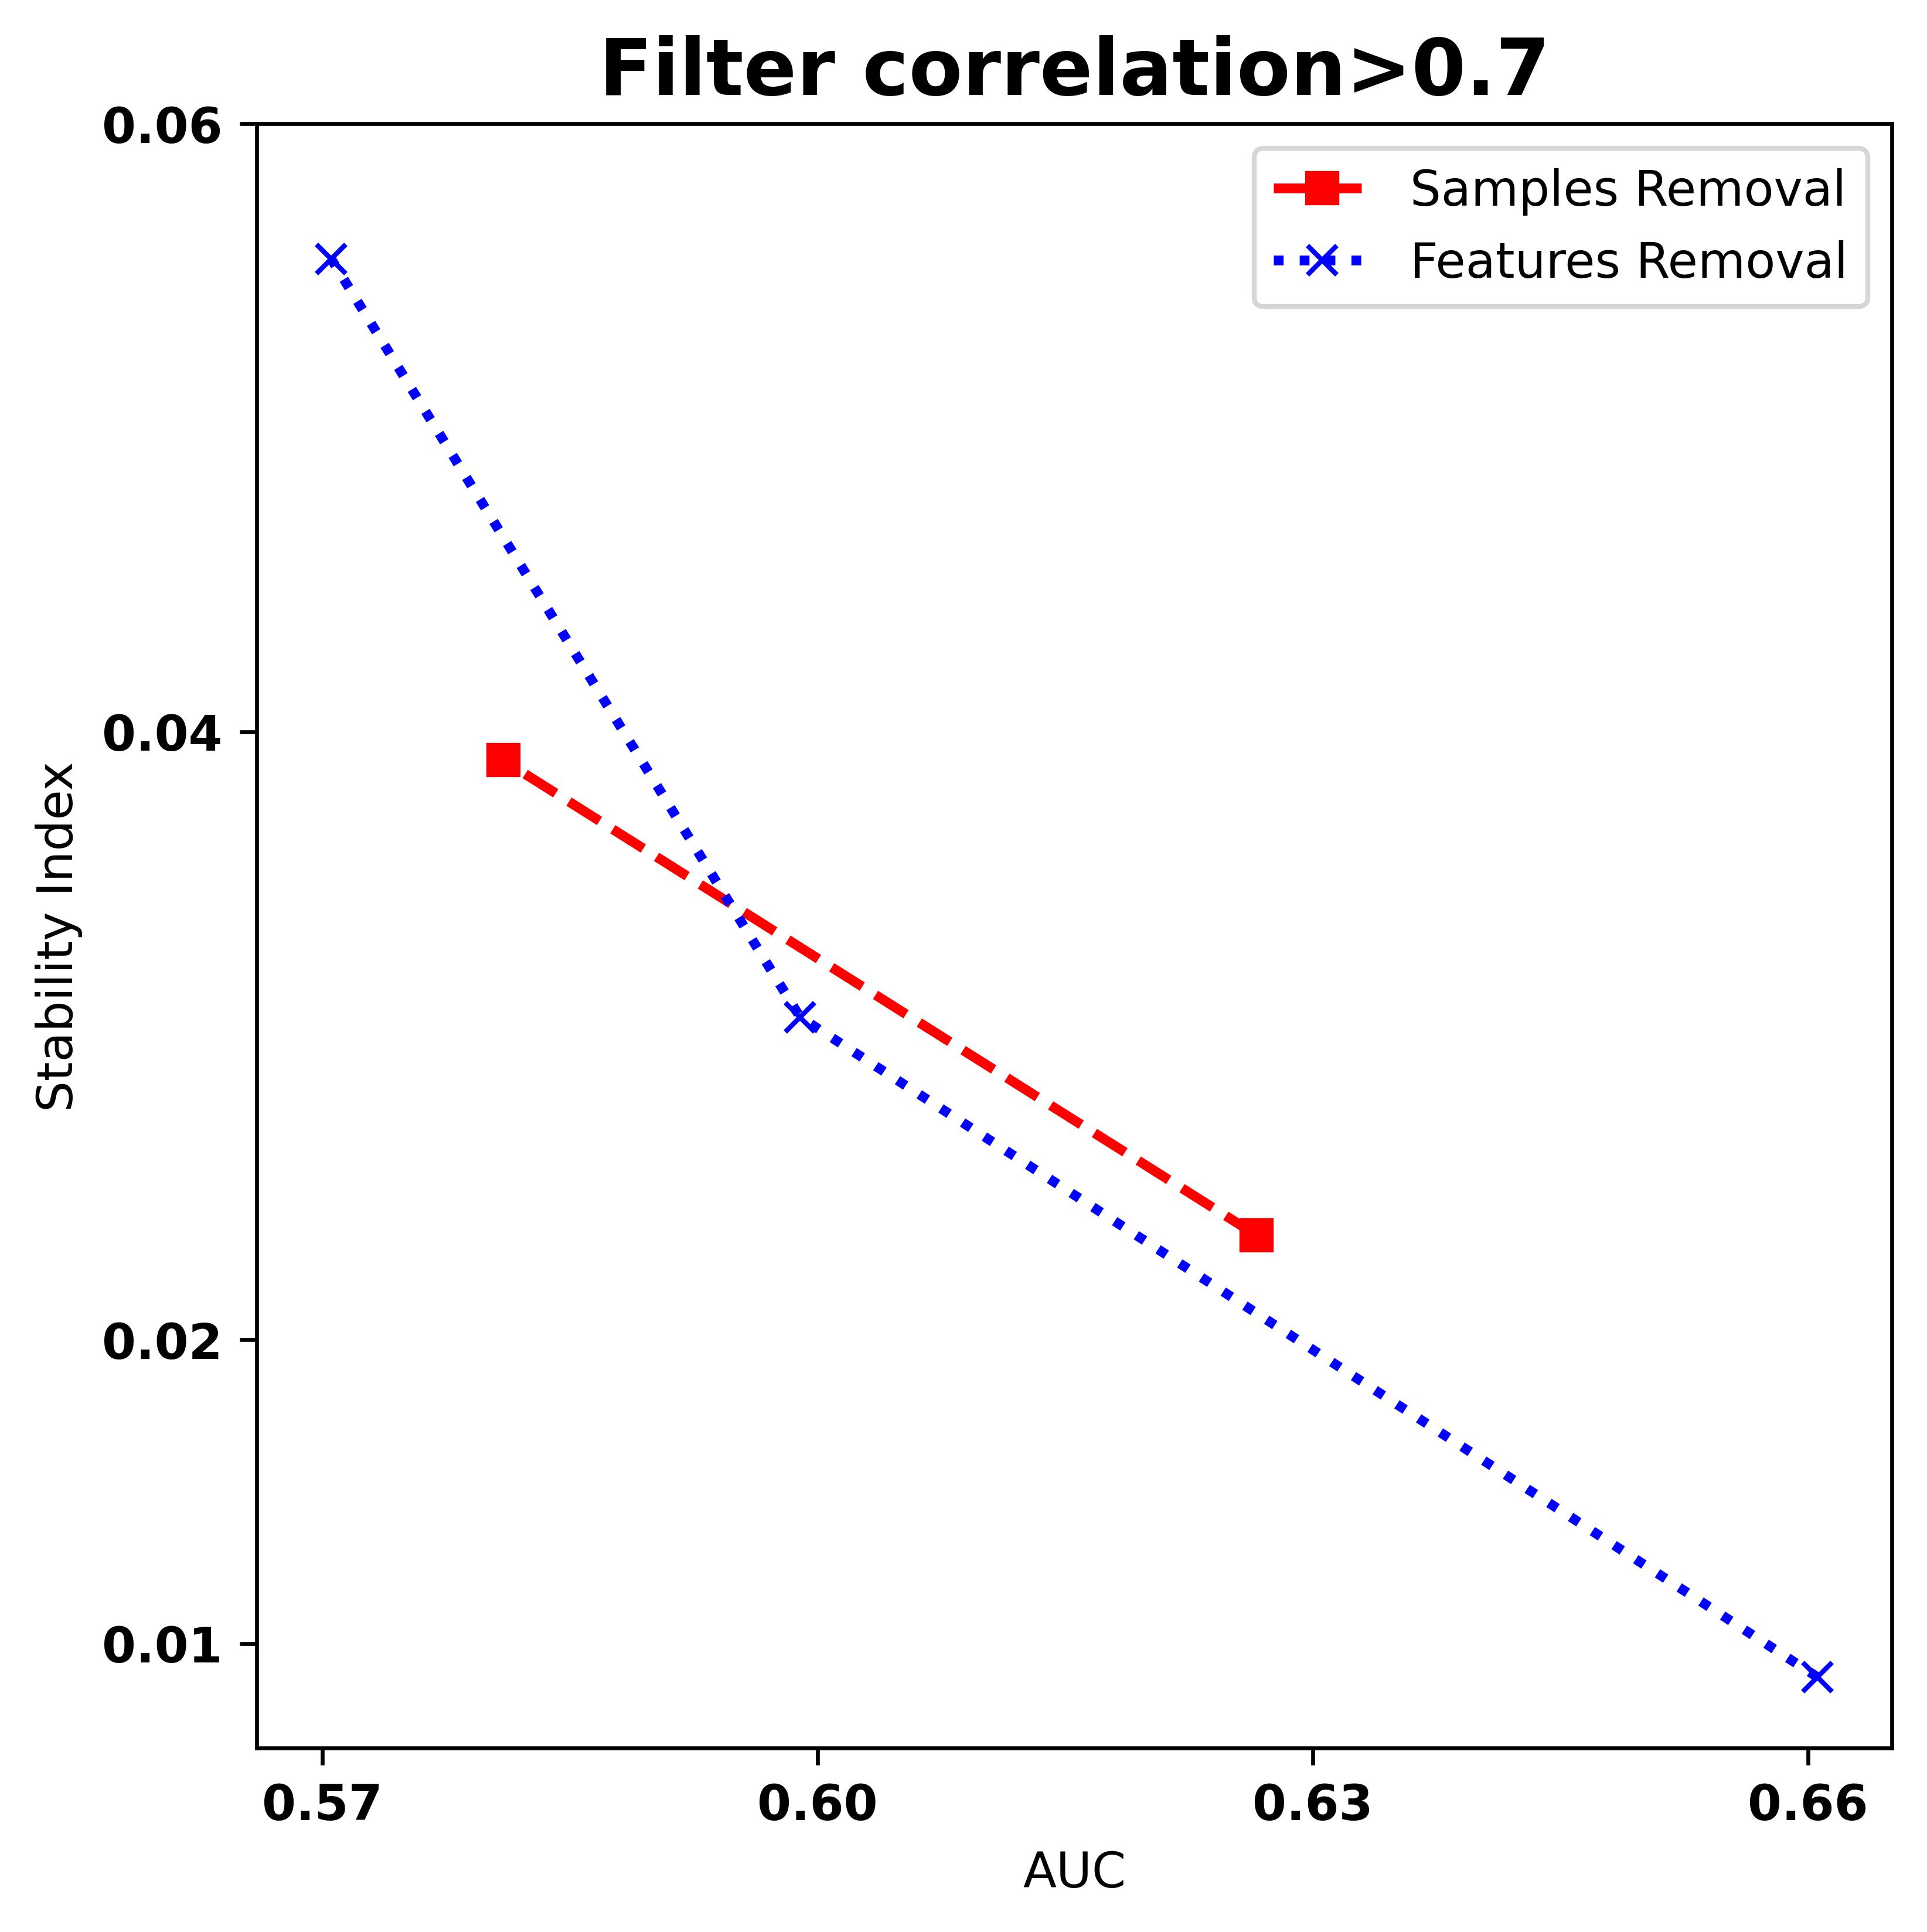 Filter correlation>0.7
Samples Removal
Features Removal
0.06
0.04
0.02
0.01
Stability Index
0.57 0.60 0.63 0.66
AUC